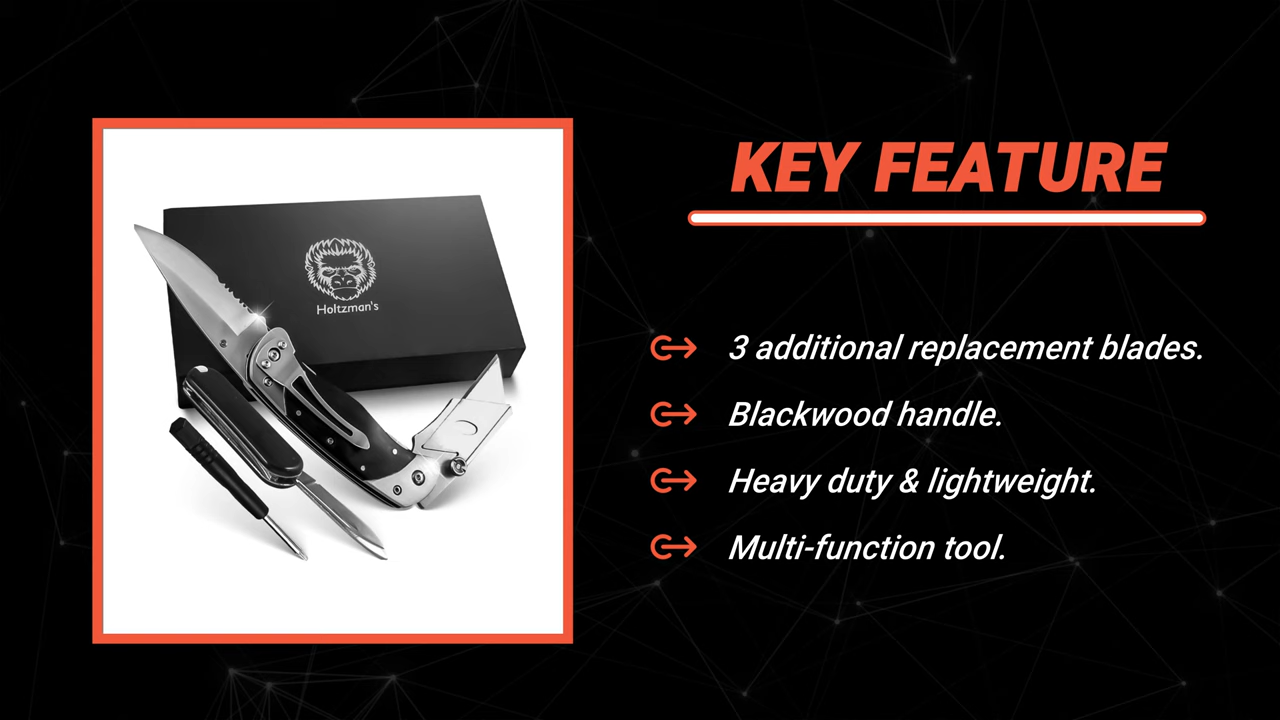 KEY FEATURE
Holtzman's
3 additional replacement blades.
Blackwood handle.
Heavy duty & lightweight.
Multi-function tool.